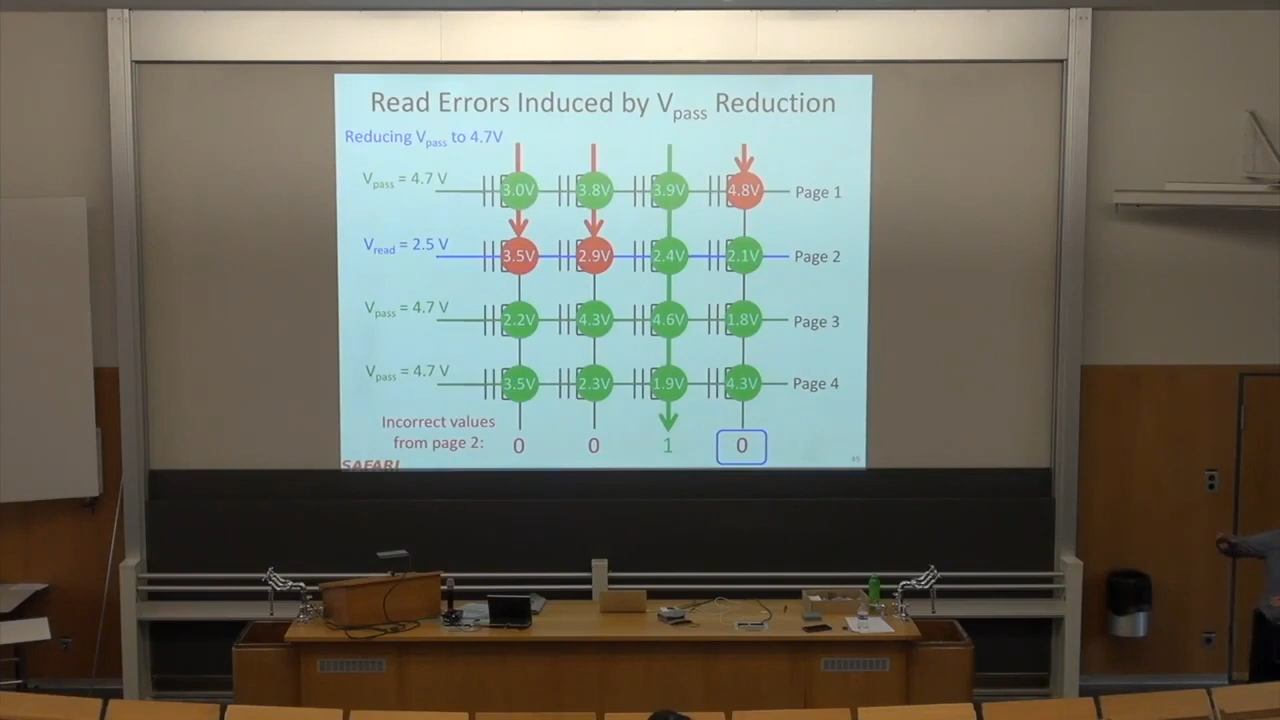 Read Errors Induced by Vpass Reduction
Reducing Vpass to 4.7V
Vpass = 4.7 V 3.0V 3.8V 3.9V 4.8V Page 1
Vread = 2.5 V 3.5V 2.9V 2.4V 2.1V Page 2
Vpass = 4.7 V 2.2V 4.3V 4.6V 1.8V Page 3
Vpass = 4.7 V 3.5V 2.3V 1.9V 4.3V Page 4
Incorrect values
from page 2: 0 0 1 0
SAFARI